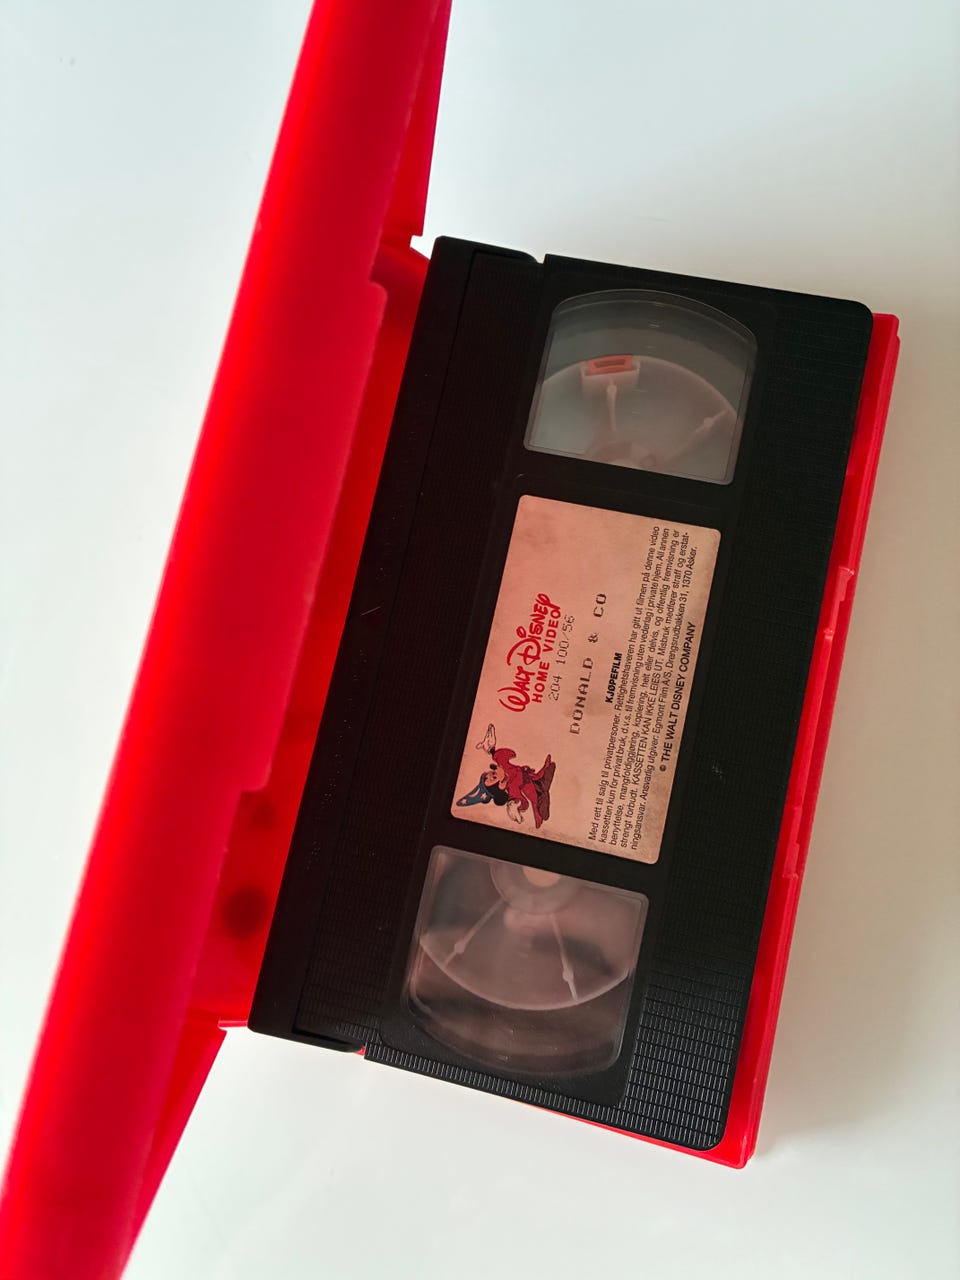 WALT DISNEY
HOME VIDEO
204 100/56
DONALD & CO
KJØPEFILM
Med rett til salg til privatpersoner. Rettighetshaveren har gitt ut filmen på denne video
kassetten kun for privat bruk, d.v.s. til fremvisning uten vederlag i private hjem. All annen
benyttelse, mangfoldiggjøring, kopiering, helt eller delvis, og offentlig fremvisning er
strengt forbudt. KASSETTEN KAN IKKE LEIES UT. Misbruk medfører straff og erstat-
ningsansvar. Ansvarlig utgiver: Egmont Film A/S, Drengsrudbakken 31, 1370 Asker.
© THE WALT DISNEY COMPANY